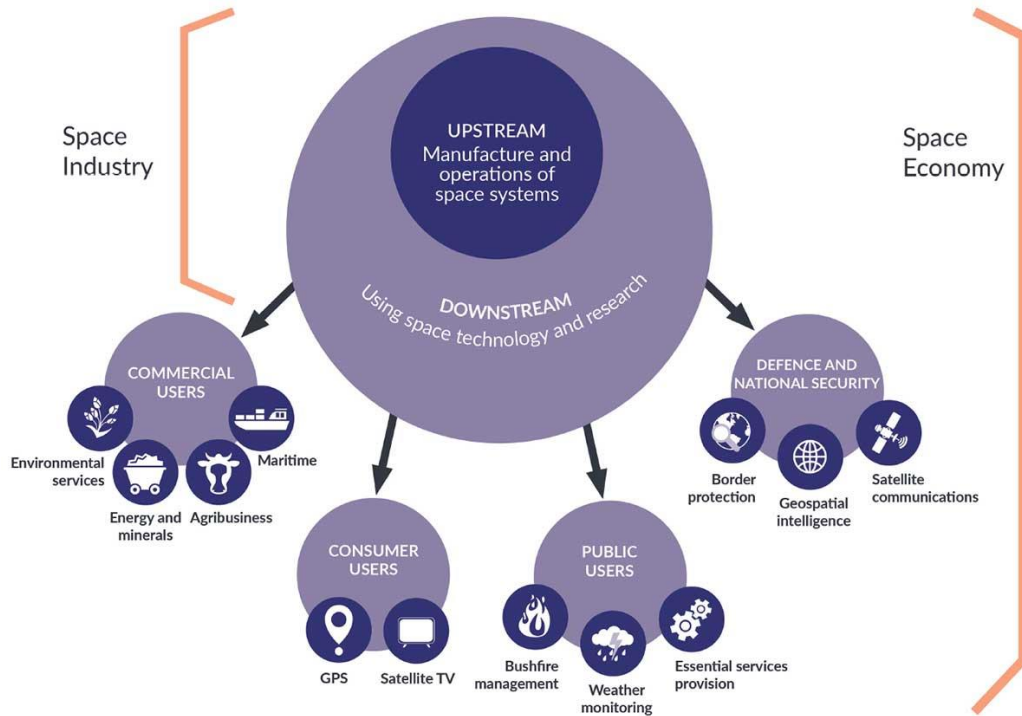 Space
Industry
UPSTREAM
Manufacture and
operations of
space systems
DOWNSTREAM
Using space technology and research
Space
Economy
COMMERCIAL
USERS
Environmental
services
Energy and
minerals
Agribusiness
Maritime
CONSUMER
USERS
GPS
Satellite TV
PUBLIC
USERS
Bushfire
management
Weather
monitoring
Essential services
provision
DEFENCE AND
NATIONAL SECURITY
Border
protection
Geospatial
intelligence
Satellite
communications